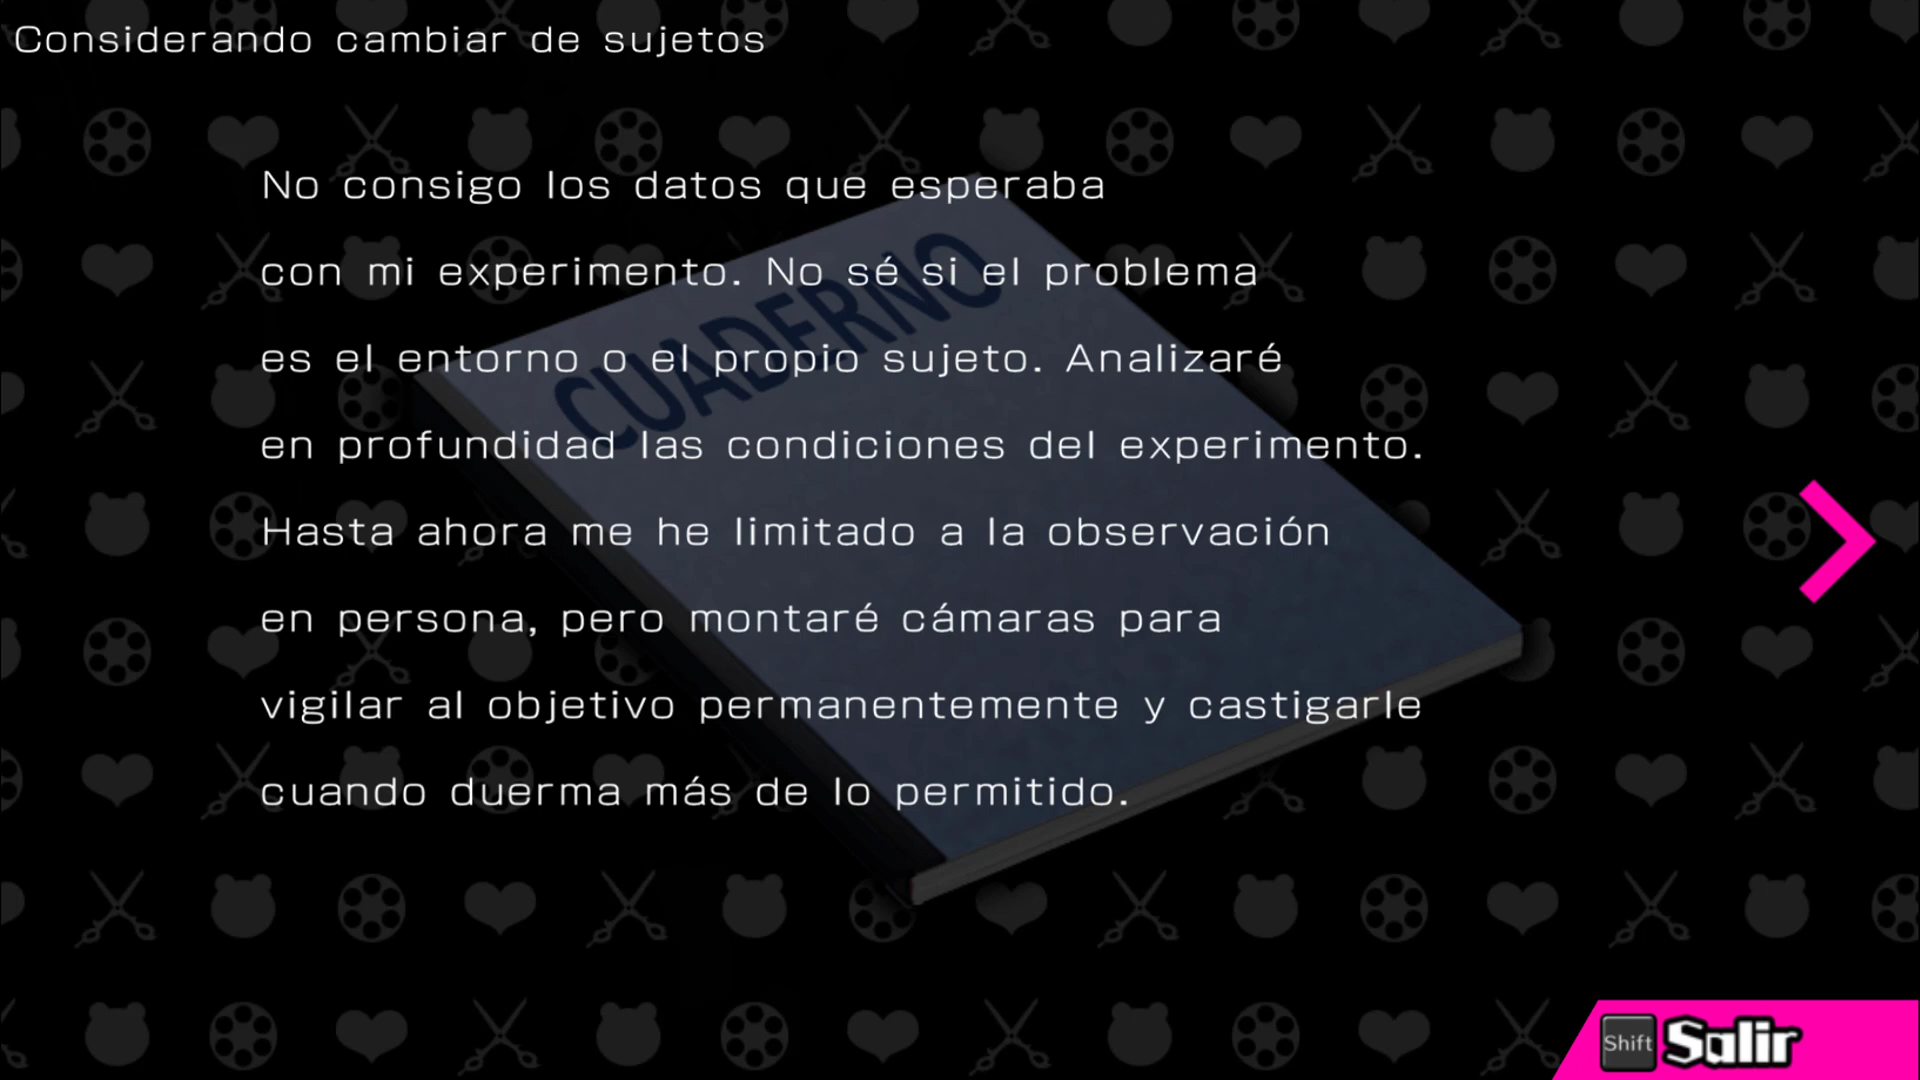 Considerando cambiar de sujetos
No consigo los datos que esperaba
con mi experimento. No sé si el problema
es el entorno o el propio sujeto. Analizaré
en profundidad las condiciones del experimento.
Hasta ahora me he limitado a la observación
en persona, pero montaré cámaras para
vigilar al objetivo permanentemente y castigarle
cuando duerma más de lo permitido.
CUADERNO
Shift Salir